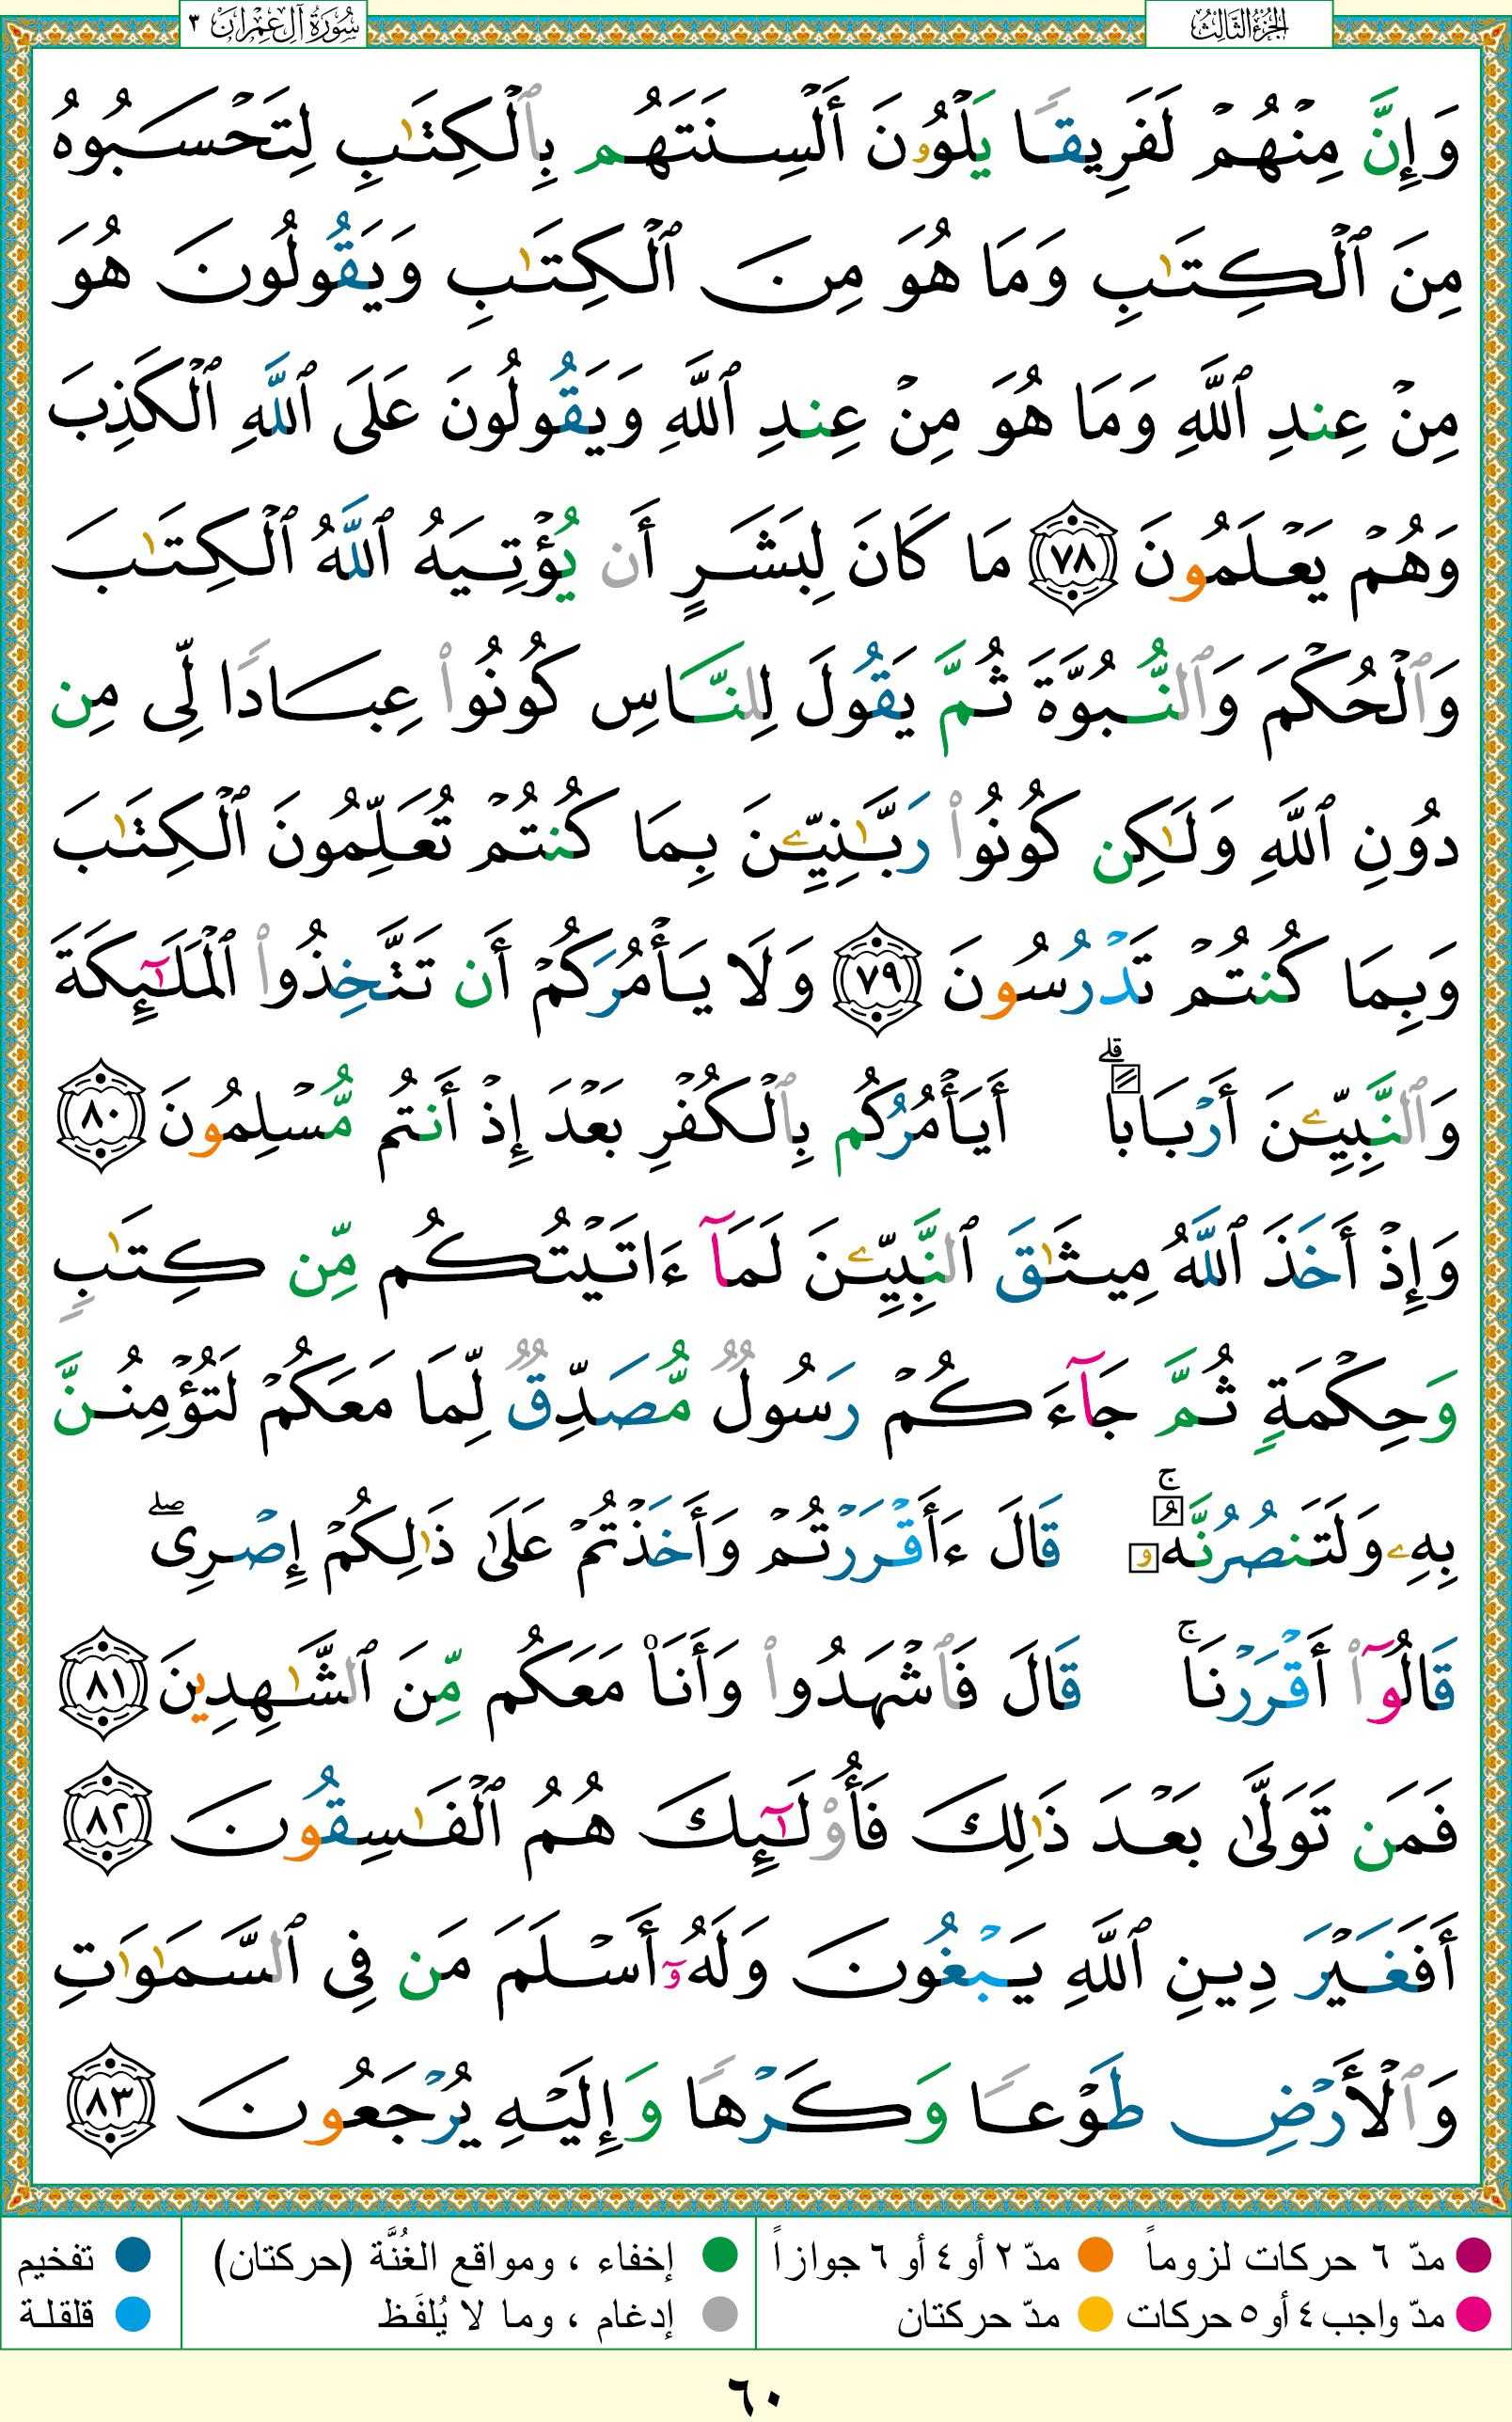 سُورَةُ آلِ عِمْرَانَ ٣
الجُزْءُ الثَّالِثُ
وَإِنَّ مِنْهُمْ لَفَرِيقًا يَلْوُۥنَ أَلْسِنَتَهُم بِٱلْكِتَٰبِ لِتَحْسَبُوهُ
مِنَ ٱلْكِتَٰبِ وَمَا هُوَ مِنَ ٱلْكِتَٰبِ وَيَقُولُونَ هُوَ
مِنْ عِندِ ٱللَّهِ وَمَا هُوَ مِنْ عِندِ ٱللَّهِ وَيَقُولُونَ عَلَى ٱللَّهِ ٱلْكَذِبَ
وَهُمْ يَعْلَمُونَ ٧٨ مَا كَانَ لِبَشَرٍ أَن يُؤْتِيَهُ ٱللَّهُ ٱلْكِتَٰبَ
وَٱلْحُكْمَ وَٱلنُّبُوَّةَ ثُمَّ يَقُولَ لِلنَّاسِ كُونُوا۟ عِبَادًا لِّى مِن
دُونِ ٱللَّهِ وَلَٰكِن كُونُوا۟ رَبَّٰنِيِّۦنَ بِمَا كُنتُمْ تُعَلِّمُونَ ٱلْكِتَٰبَ
وَبِمَا كُنتُمْ تَدْرُسُونَ ٧٩ وَلَا يَأْمُرَكُمْ أَن تَتَّخِذُوا۟ ٱلْمَلَٰٓئِكَةَ
وَٱلنَّبِيِّۦنَ أَرْبَابًا ۗ أَيَأْمُرُكُم بِٱلْكُفْرِ بَعْدَ إِذْ أَنتُم مُّسْلِمُونَ ٨٠
وَإِذْ أَخَذَ ٱللَّهُ مِيثَٰقَ ٱلنَّبِيِّۦنَ لَمَآ ءَاتَيْتُكُم مِّن كِتَٰبٍ
وَحِكْمَةٍ ثُمَّ جَآءَكُمْ رَسُولٌ مُّصَدِّقٌ لِّمَا مَعَكُمْ لَتُؤْمِنُنَّ
بِهِۦ وَلَتَنصُرُنَّهُۥ ۚ قَالَ ءَأَقْرَرْتُمْ وَأَخَذْتُمْ عَلَىٰ ذَٰلِكُمْ إِصْرِى ۖ
قَالُوٓا۟ أَقْرَرْنَا ۚ قَالَ فَٱشْهَدُوا۟ وَأَنَا۠ مَعَكُم مِّنَ ٱلشَّٰهِدِينَ ٨١
فَمَن تَوَلَّىٰ بَعْدَ ذَٰلِكَ فَأُو۟لَٰٓئِكَ هُمُ ٱلْفَٰسِقُونَ ٨٢
أَفَغَيْرَ دِينِ ٱللَّهِ يَبْغُونَ وَلَهُۥٓ أَسْلَمَ مَن فِى ٱلسَّمَٰوَٰتِ
وَٱلْأَرْضِ طَوْعًا وَكَرْهًا وَإِلَيْهِ يُرْجَعُونَ ٨٣
مدّ ٦ حركات لزوماً
مدّ ٢ أو ٤ أو ٦ جوازاً
إخفاء ، ومواقع الغُنَّة (حركتان)
تفخيم
مدّ واجب ٤ أو ٥ حركات
مدّ حركتان
إدغام ، وما لا يُلفَظ
قلقلة
٦٠